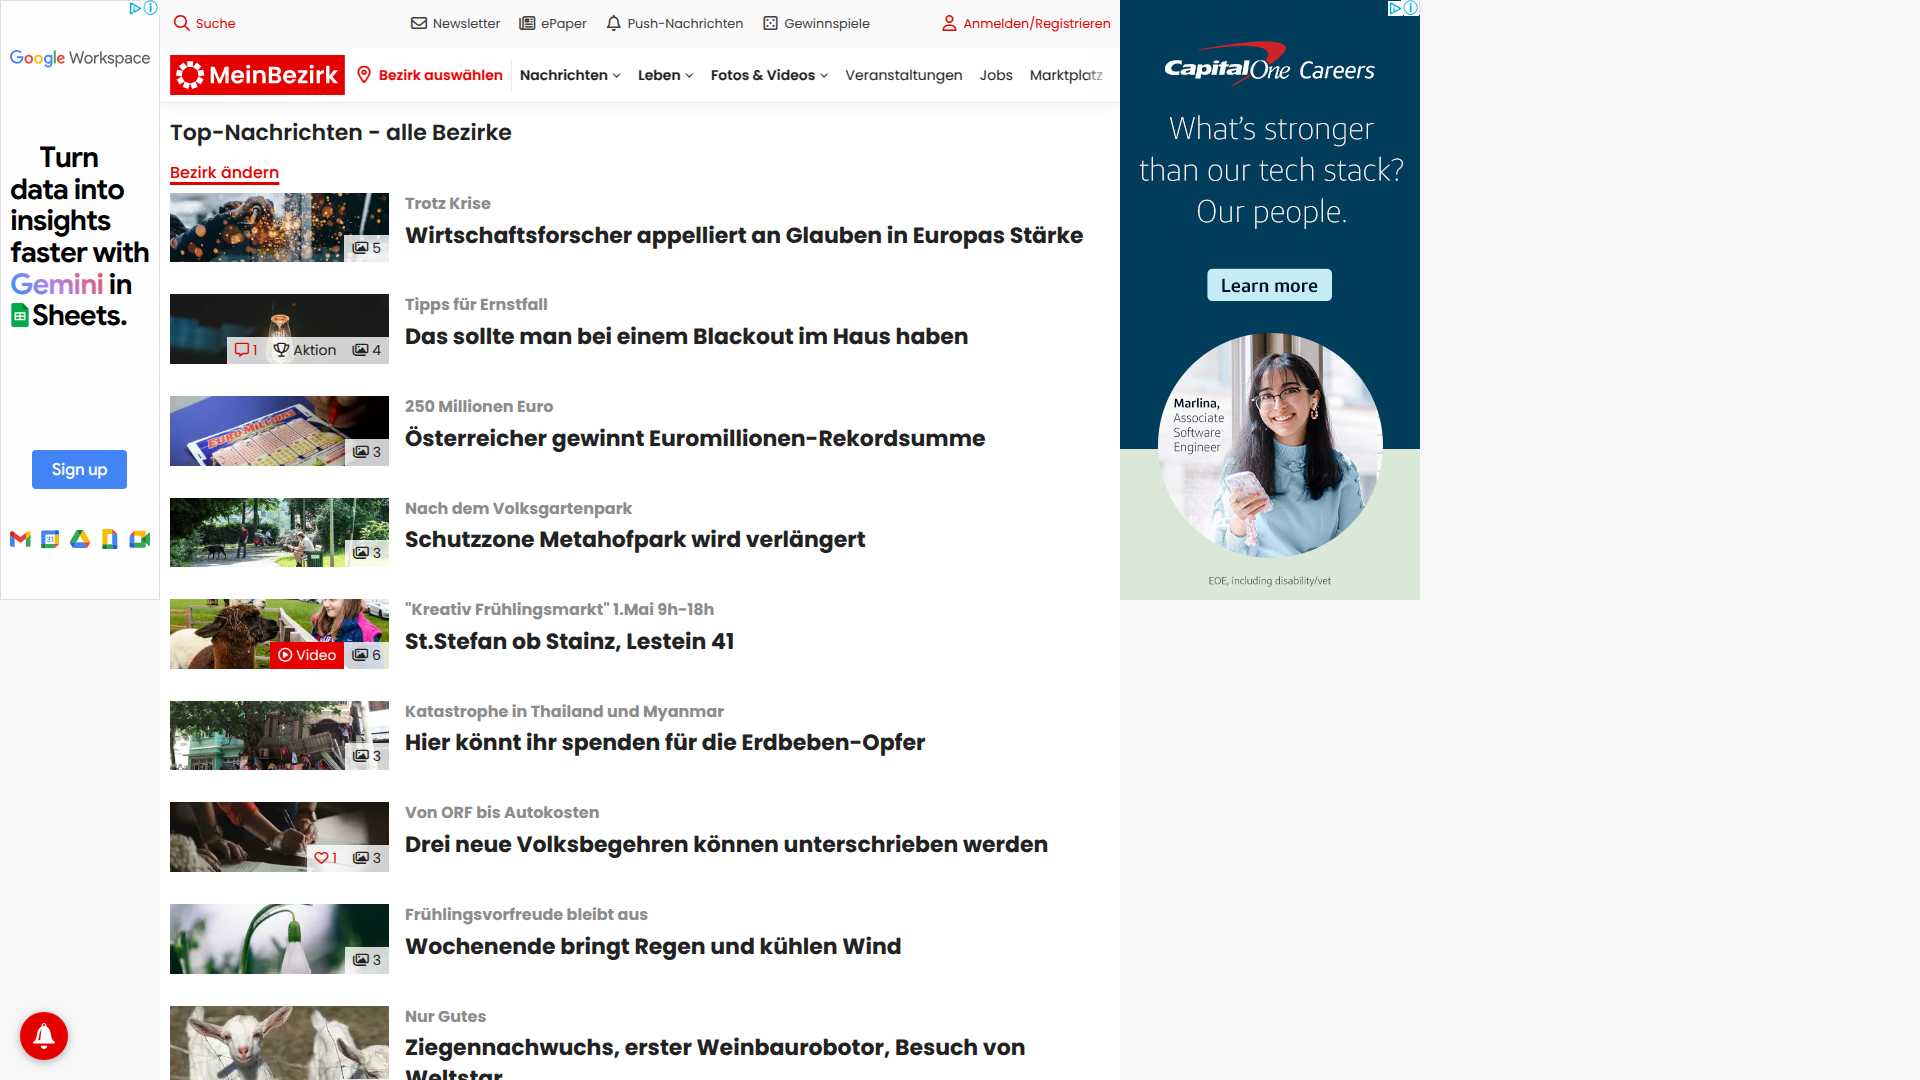 Suche
Newsletter
ePaper
Push-Nachrichten
Gewinnspiele
Anmelden/Registrieren
MeinBezirk
Bezirk auswählen
Nachrichten
Leben
Fotos & Videos
Veranstaltungen
Jobs
Marktplatz
Google Workspace
Turn
data into
insights
faster with
Gemini in
Sheets.
Sign up
31
Top-Nachrichten - alle Bezirke
Bezirk ändern
5
Trotz Krise
Wirtschaftsforscher appelliert an Glauben in Europas Stärke
1
Aktion
4
Tipps für Ernstfall
Das sollte man bei einem Blackout im Haus haben
EURO MILLIONEN
3
250 Millionen Euro
Österreicher gewinnt Euromillionen-Rekordsumme
3
Nach dem Volksgartenpark
Schutzzone Metahofpark wird verlängert
Video
6
"Kreativ Frühlingsmarkt" 1.Mai 9h-18h
St.Stefan ob Stainz, Lestein 41
3
Katastrophe in Thailand und Myanmar
Hier könnt ihr spenden für die Erdbeben-Opfer
1
3
Von ORF bis Autokosten
Drei neue Volksbegehren können unterschrieben werden
3
Frühlingsvorfreude bleibt aus
Wochenende bringt Regen und kühlen Wind
Nur Gutes
Ziegennachwuchs, erster Weinbaurobotor, Besuch von
Weltstar
Capital One Careers
What's stronger
than our tech stack?
Our people.
Learn more
Marlina,
Associate
Software
Engineer
EOE, including disability/vet